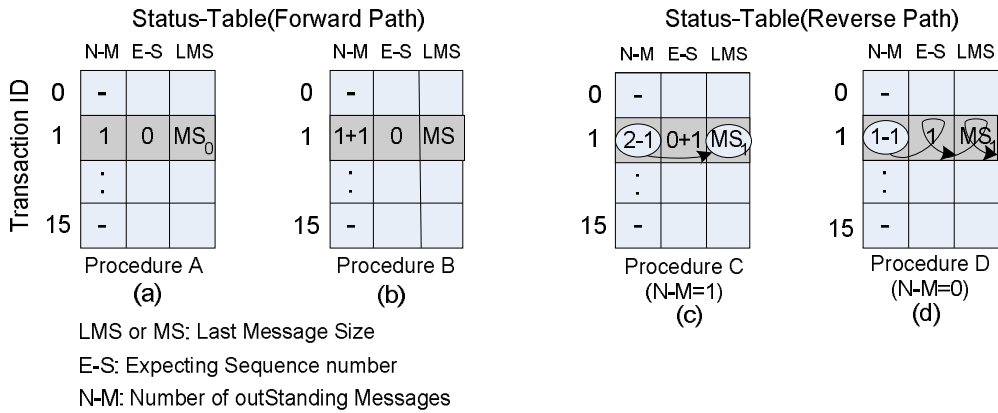 Status-Table(Forward Path)
Status-Table(Reverse Path)
N-M E-S LMS
N-M E-S LMS
N-M E-S LMS
N-M E-S LMS
Transaction ID
0 -
0 -
0 -
0 -
1 1 0 MS0
1 1+1 0 MS
1 2-1 0+1 MS1
1 1-1 1 MS1
:
:
:
:
15 -
15 -
15 -
15 -
Procedure A
Procedure B
Procedure C
Procedure D
(a)
(b)
(N-M=1)
(N-M=0)
(c)
(d)
LMS or MS: Last Message Size
E-S: Expecting Sequence number
N-M: Number of outStanding Messages